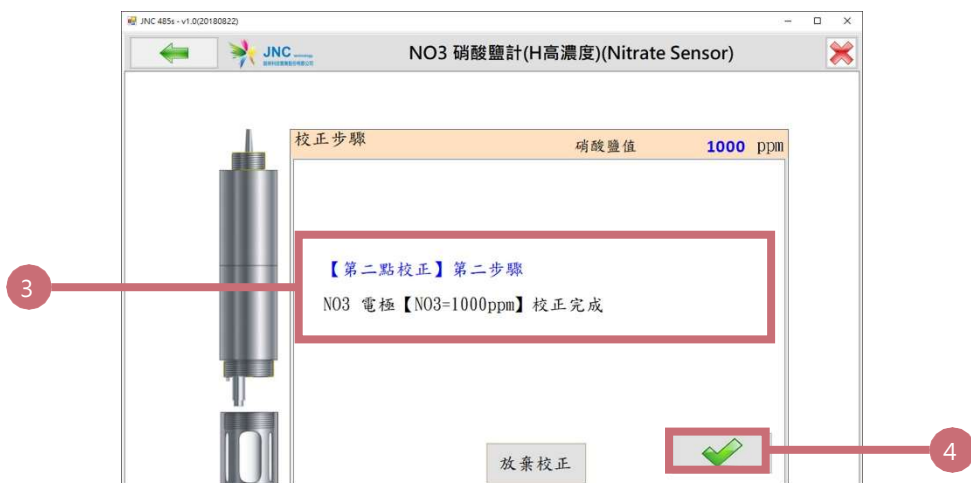 JNC 485s - v1.0(20180822)
JNC
NO3 硝酸鹽計(H高濃度)(Nitrate Sensor)
校正步驟
硝酸鹽值 1000 ppm
【第二點校正】第二步驟
3
NO3 電極【NO3=1000ppm】校正完成
放棄校正
4